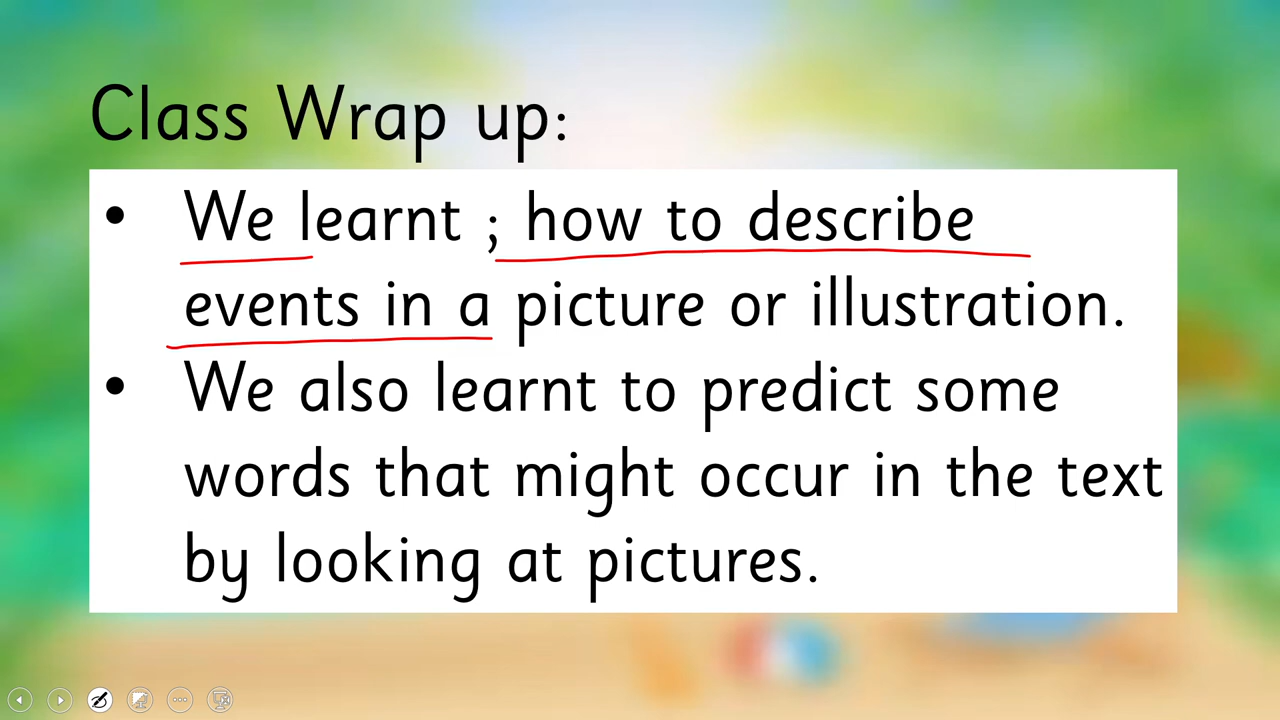 Class Wrap up:
• We learnt ; how to describe
events in a picture or illustration.
• We also learnt to predict some
words that might occur in the text
by looking at pictures.